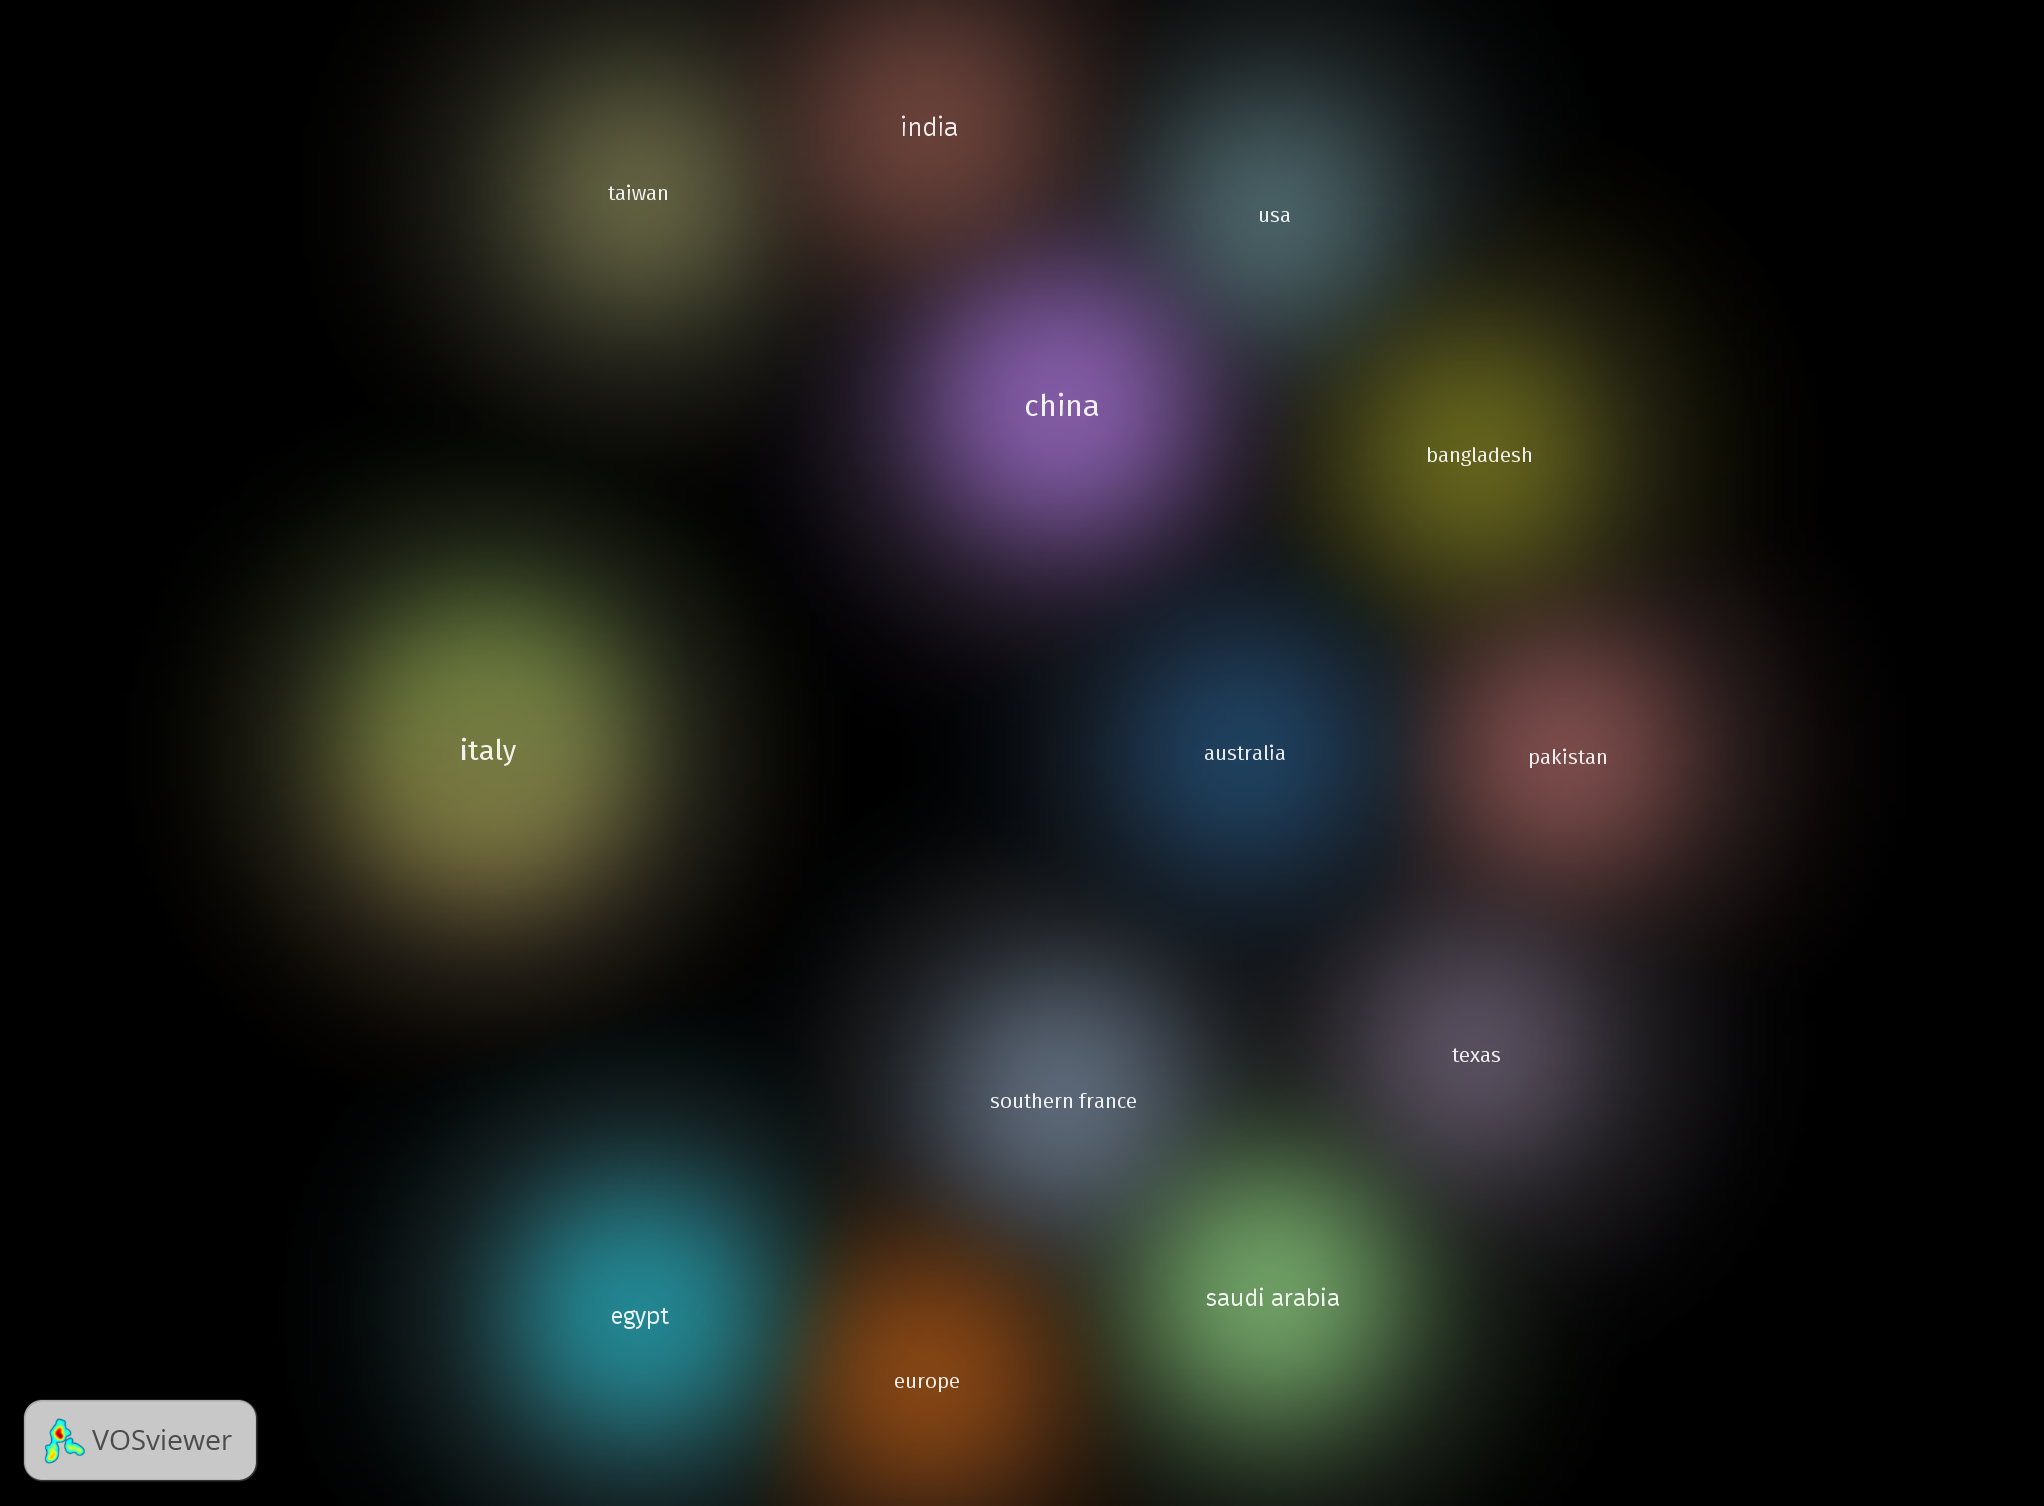 india
taiwan
usa
china
bangladesh
italy
australia
pakistan
texas
southern france
saudi arabia
egypt
europe
VOSviewer